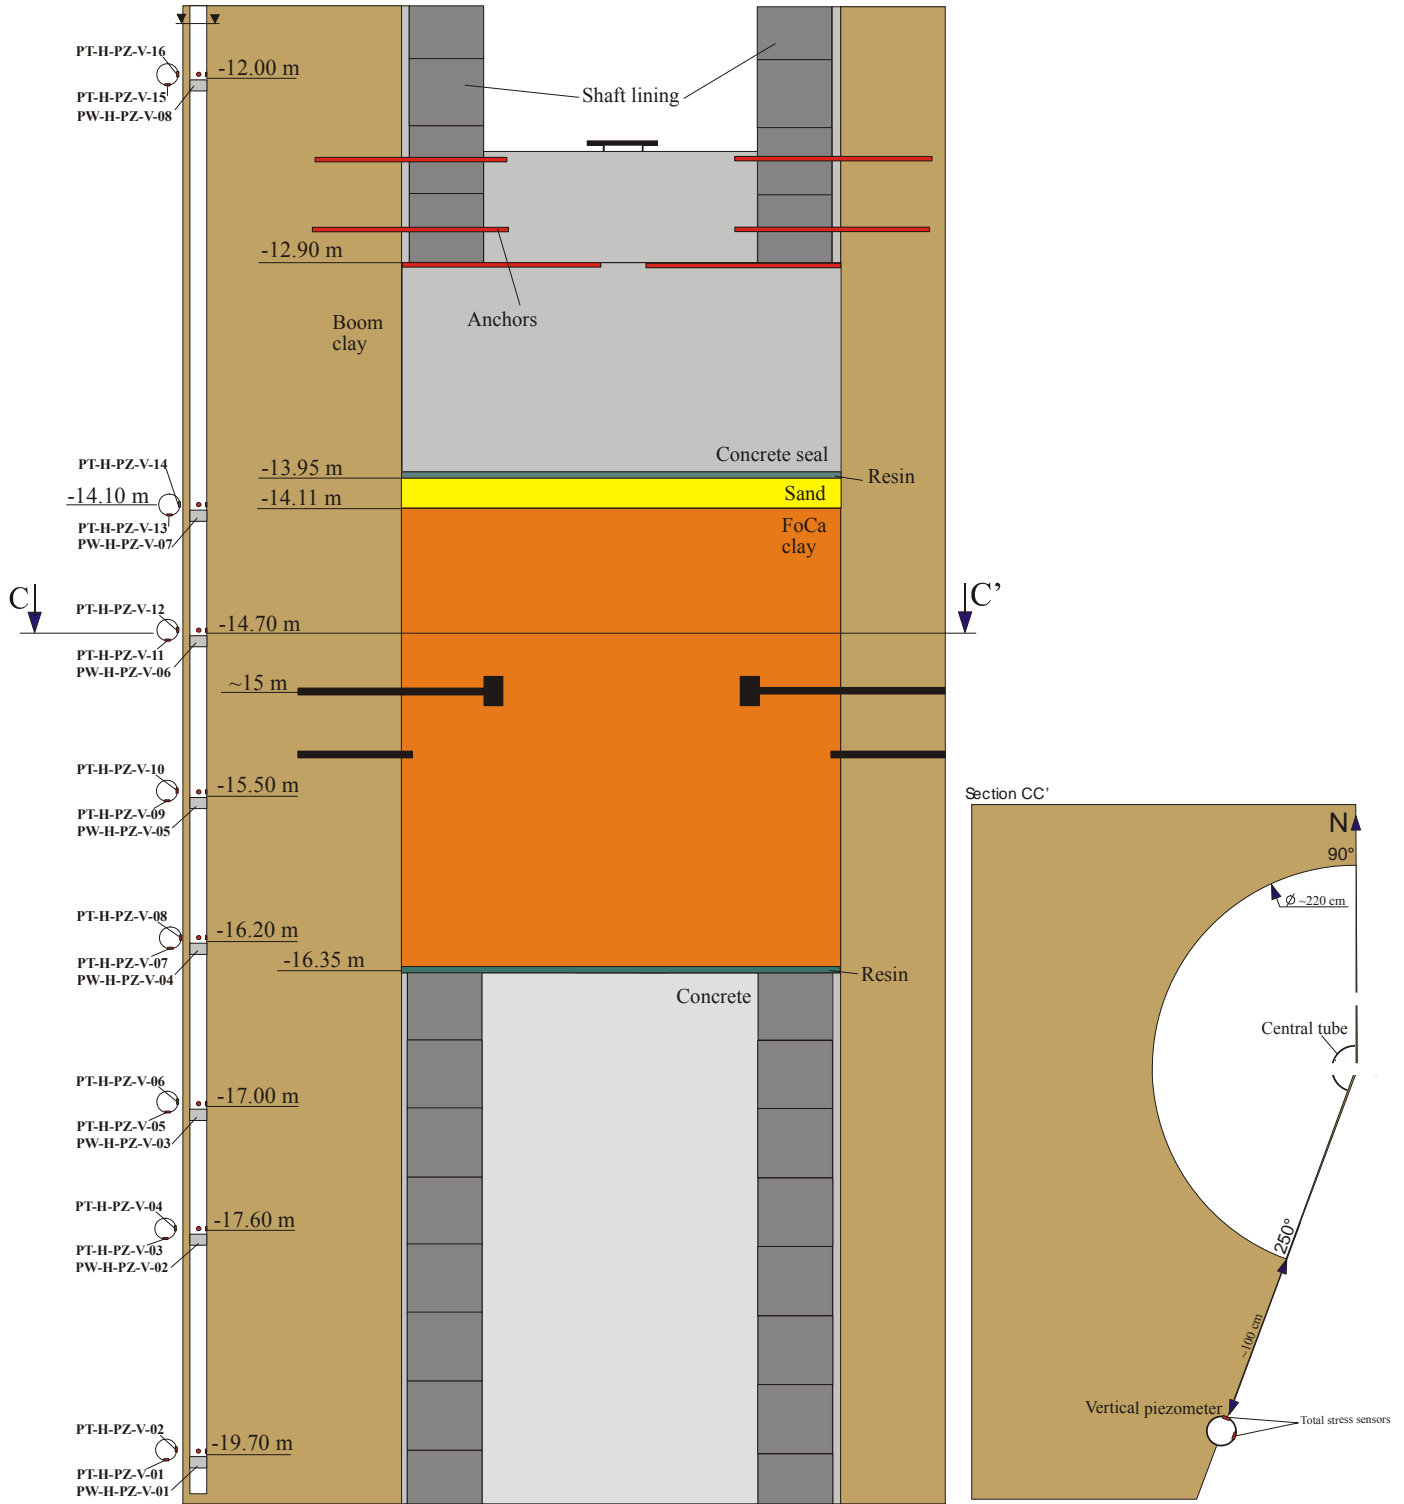 PT-H-PZ-V-16
-12.00 m
PT-H-PZ-V-15
PW-H-PZ-V-08
Shaft lining
-12.90 m
Anchors
Boom
clay
Concrete seal
PT-H-PZ-V-14
-13.95 m
Resin
-14.10 m
-14.11 m
Sand
PT-H-PZ-V-13
PW-H-PZ-V-07
FoCa
clay
C
C’
PT-H-PZ-V-12
-14.70 m
PT-H-PZ-V-11
PW-H-PZ-V-06
~15 m
PT-H-PZ-V-10
-15.50 m
PT-H-PZ-V-09
PW-H-PZ-V-05
PT-H-PZ-V-08
-16.20 m
PT-H-PZ-V-07
PW-H-PZ-V-04
-16.35 m
Resin
Concrete
PT-H-PZ-V-06
-17.00 m
PT-H-PZ-V-05
PW-H-PZ-V-03
PT-H-PZ-V-04
-17.60 m
PT-H-PZ-V-03
PW-H-PZ-V-02
PT-H-PZ-V-02
-19.70 m
PT-H-PZ-V-01
PW-H-PZ-V-01
Section CC’
N
90°
Ø ~220 cm
Central tube
250°
~100 cm
Vertical piezometer
Total stress sensors